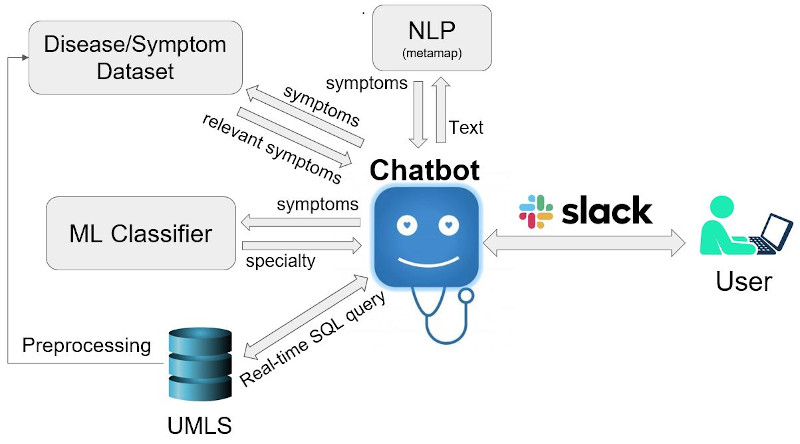 Disease/Symptom
Dataset
NLP
(metamap)
symptoms
Text
symptoms
relevant symptoms
Chatbot
slack
User
ML Classifier
symptoms
specialty
Real-time SQL query
Preprocessing
UMLS